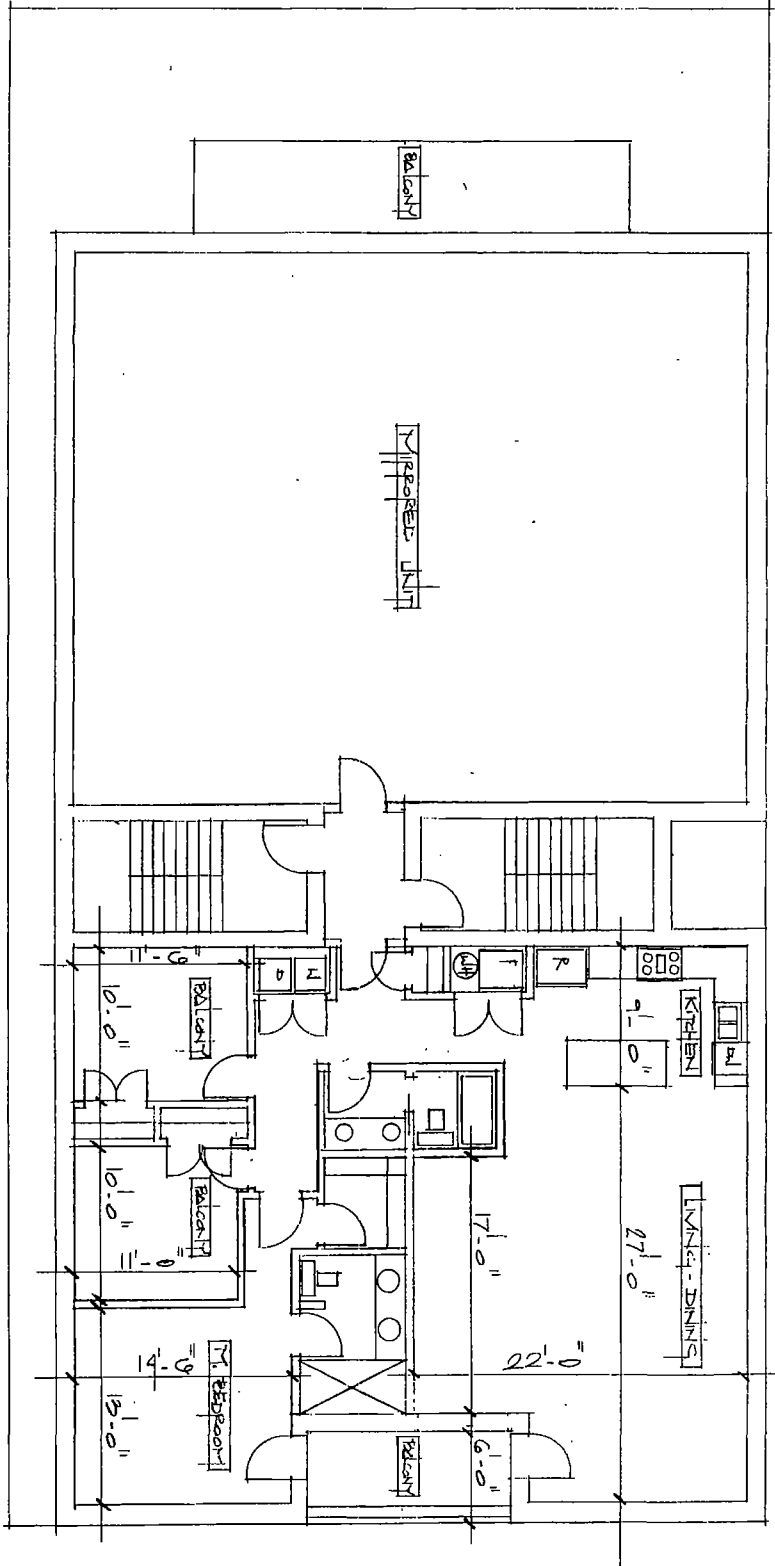 BALCONY
MIRRORED UNIT
11'-6"
10'-0"
BALCONY
D
W
WH
F
R
KITCHEN
9'-0"
DW
10'-0"
BALCONY
11'-0"
17'-0"
27'-0"
LIVING-DINING
14'-6"
M. BEDROOM
13'-0"
22'-0"
BALCONY
6'-0"